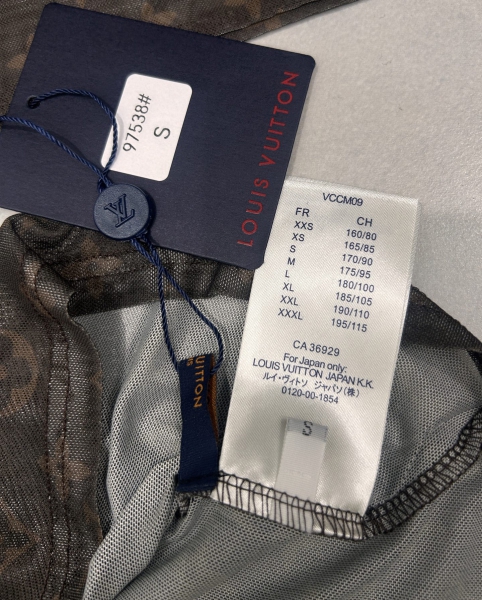 97538#
S
LOUIS VUITTON
LV
VCCM09
FR CH
XXS 160/80
XS 165/85
S 170/90
M 175/95
L 180/100
XL 185/105
XXL 190/110
XXXL 195/115
CA 36929
For Japan only:
LOUIS VUITTON JAPAN K.K.
ルイ・ヴィトン ジャパン(株)
0120-00-1854
S
VUITTON